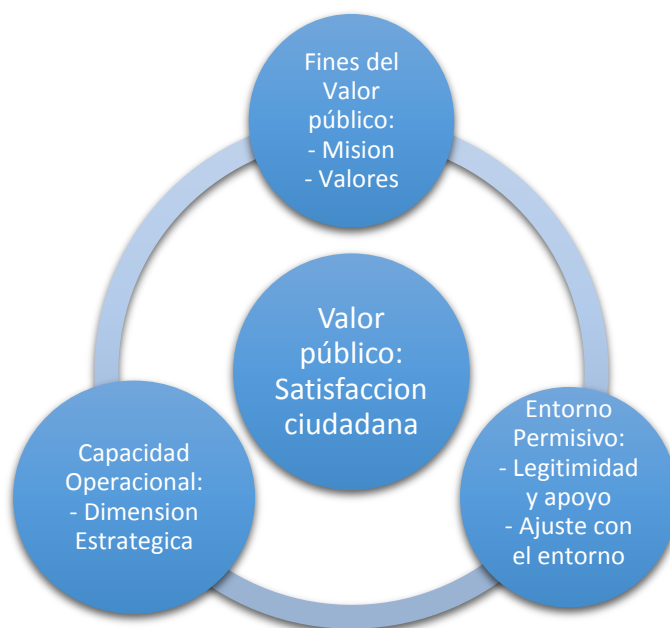 Fines del
Valor
público:
- Mision
- Valores
Valor
público:
Satisfaccion
ciudadana
Capacidad
Operacional:
- Dimension
Estrategica
Entorno
Permisivo:
- Legitimidad
y apoyo
- Ajuste con
el entorno